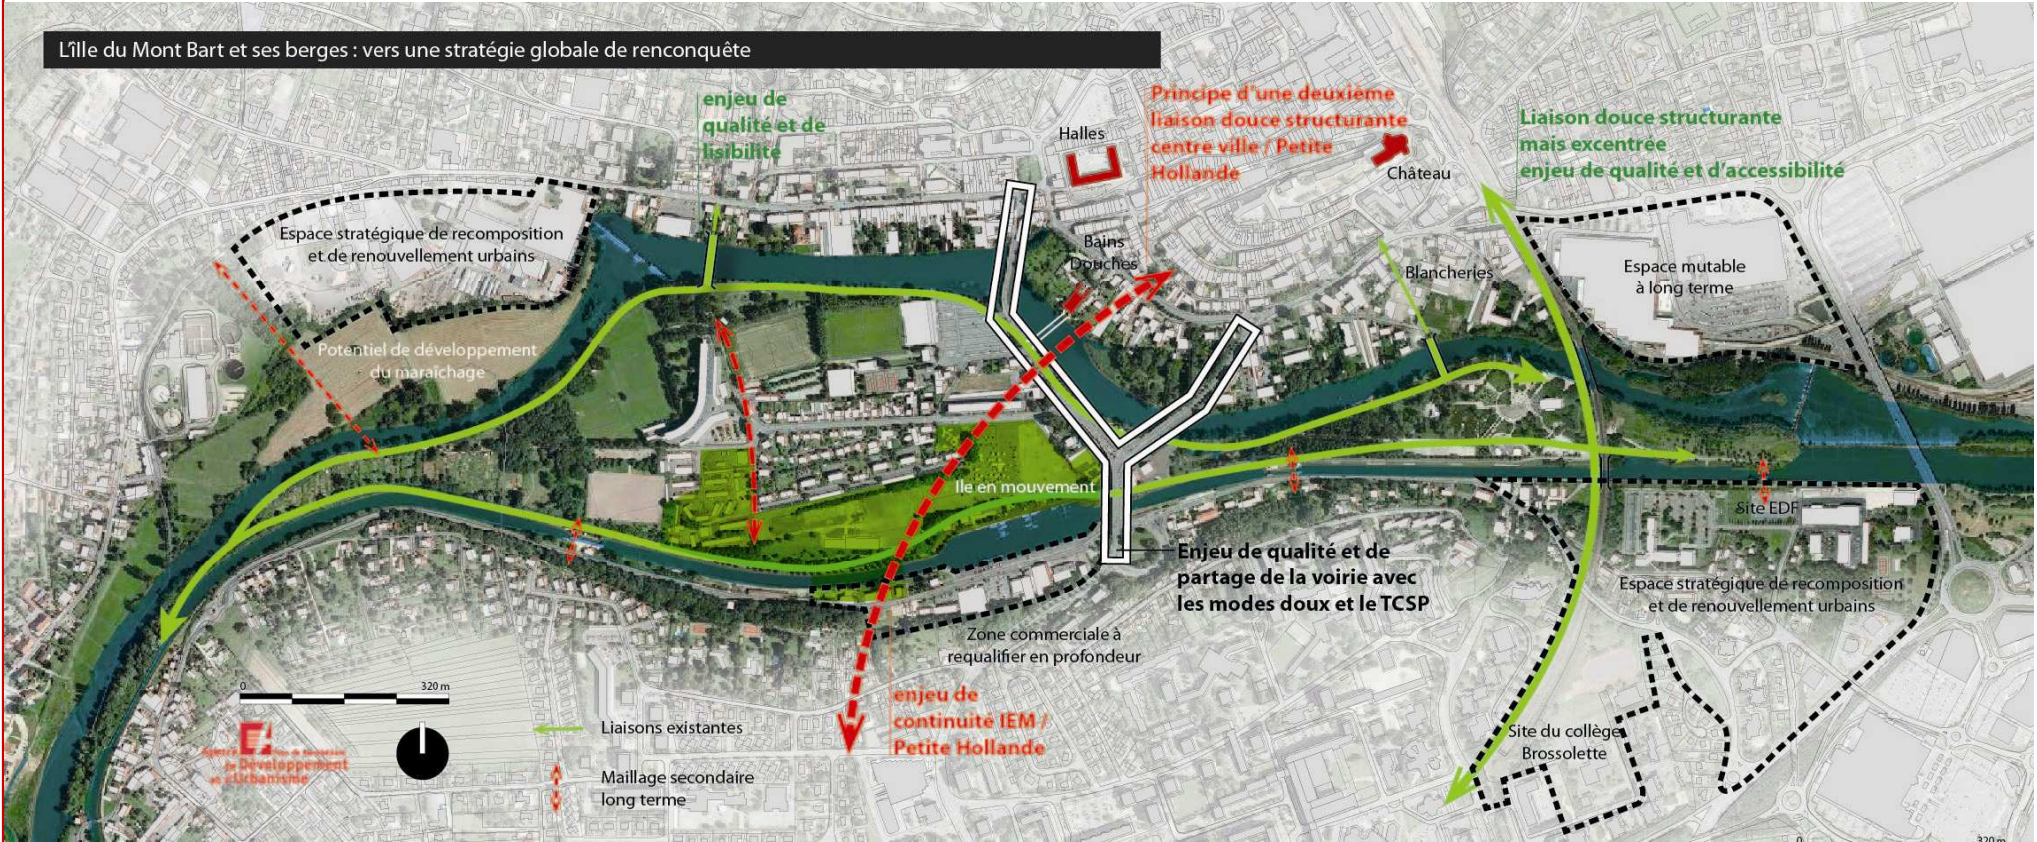 L'îlle du Mont Bart et ses berges : vers une stratégie globale de renconquête
enjeu de
qualité et de
lisibilité
Halles
Principe d'une deuxième
liaison douce structurante
centre ville / Petite
Hollande
Château
Liaison douce structurante
mais excentrée
enjeu de qualité et d'accessibilité
Espace stratégique de recomposition
et de renouvellement urbains
Bains
Douches
Blancheries
Espace mutable
à long terme
Potentiel de développement
du maraîchage
Ile en mouvement
Site EDF
Enjeu de qualité et de
partage de la voirie avec
les modes doux et le TCSP
Espace stratégique de recomposition
et de renouvellement urbains
Zone commerciale à
requalifier en profondeur
0 320 m
enjeu de
continuité IEM /
Petite Hollande
Liaisons existantes
Site du collège
Brossolette
de Développement
d'Urbanisme
Maillage secondaire
long terme
0 320 m